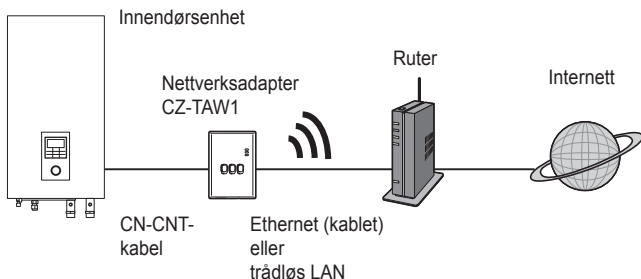 Innendørsenhet
Nettverksadapter
CZ-TAW1
Ruter
Internett
CN-CNT-
kabel
Ethernet (kablet)
eller
trådløs LAN